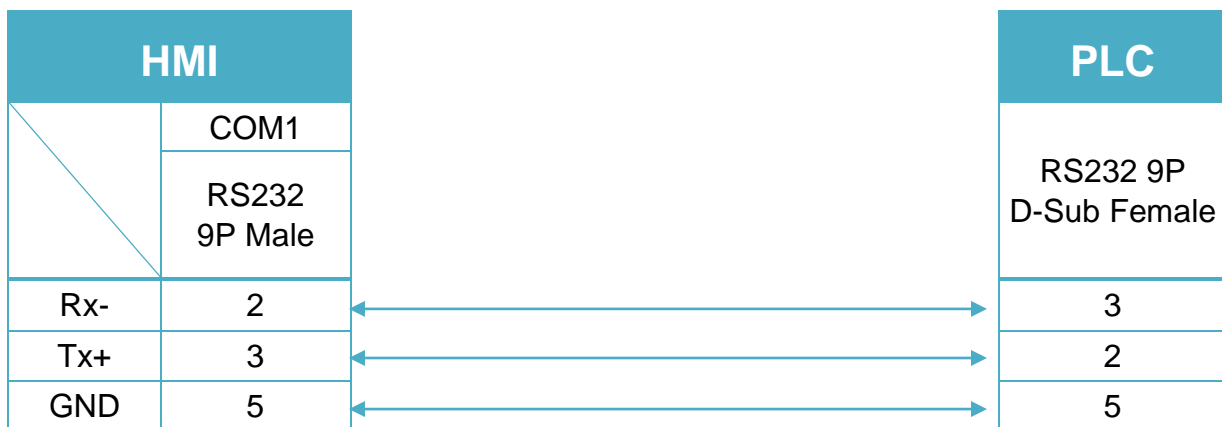 HMI
PLC
COM1
RS232
9P Male
RS232 9P
D-Sub Female
Rx- 2 3
Tx+ 3 2
GND 5 5